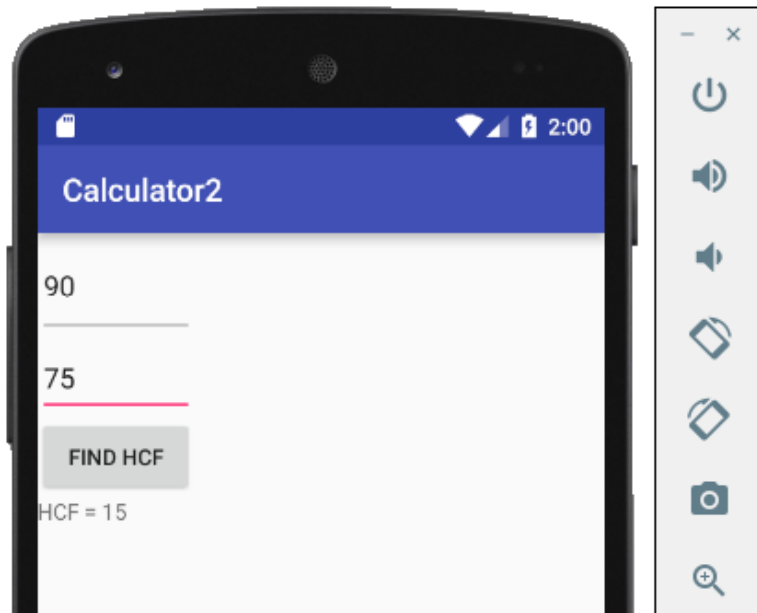 2:00
Calculator2
90
75
FIND HCF
HCF = 15